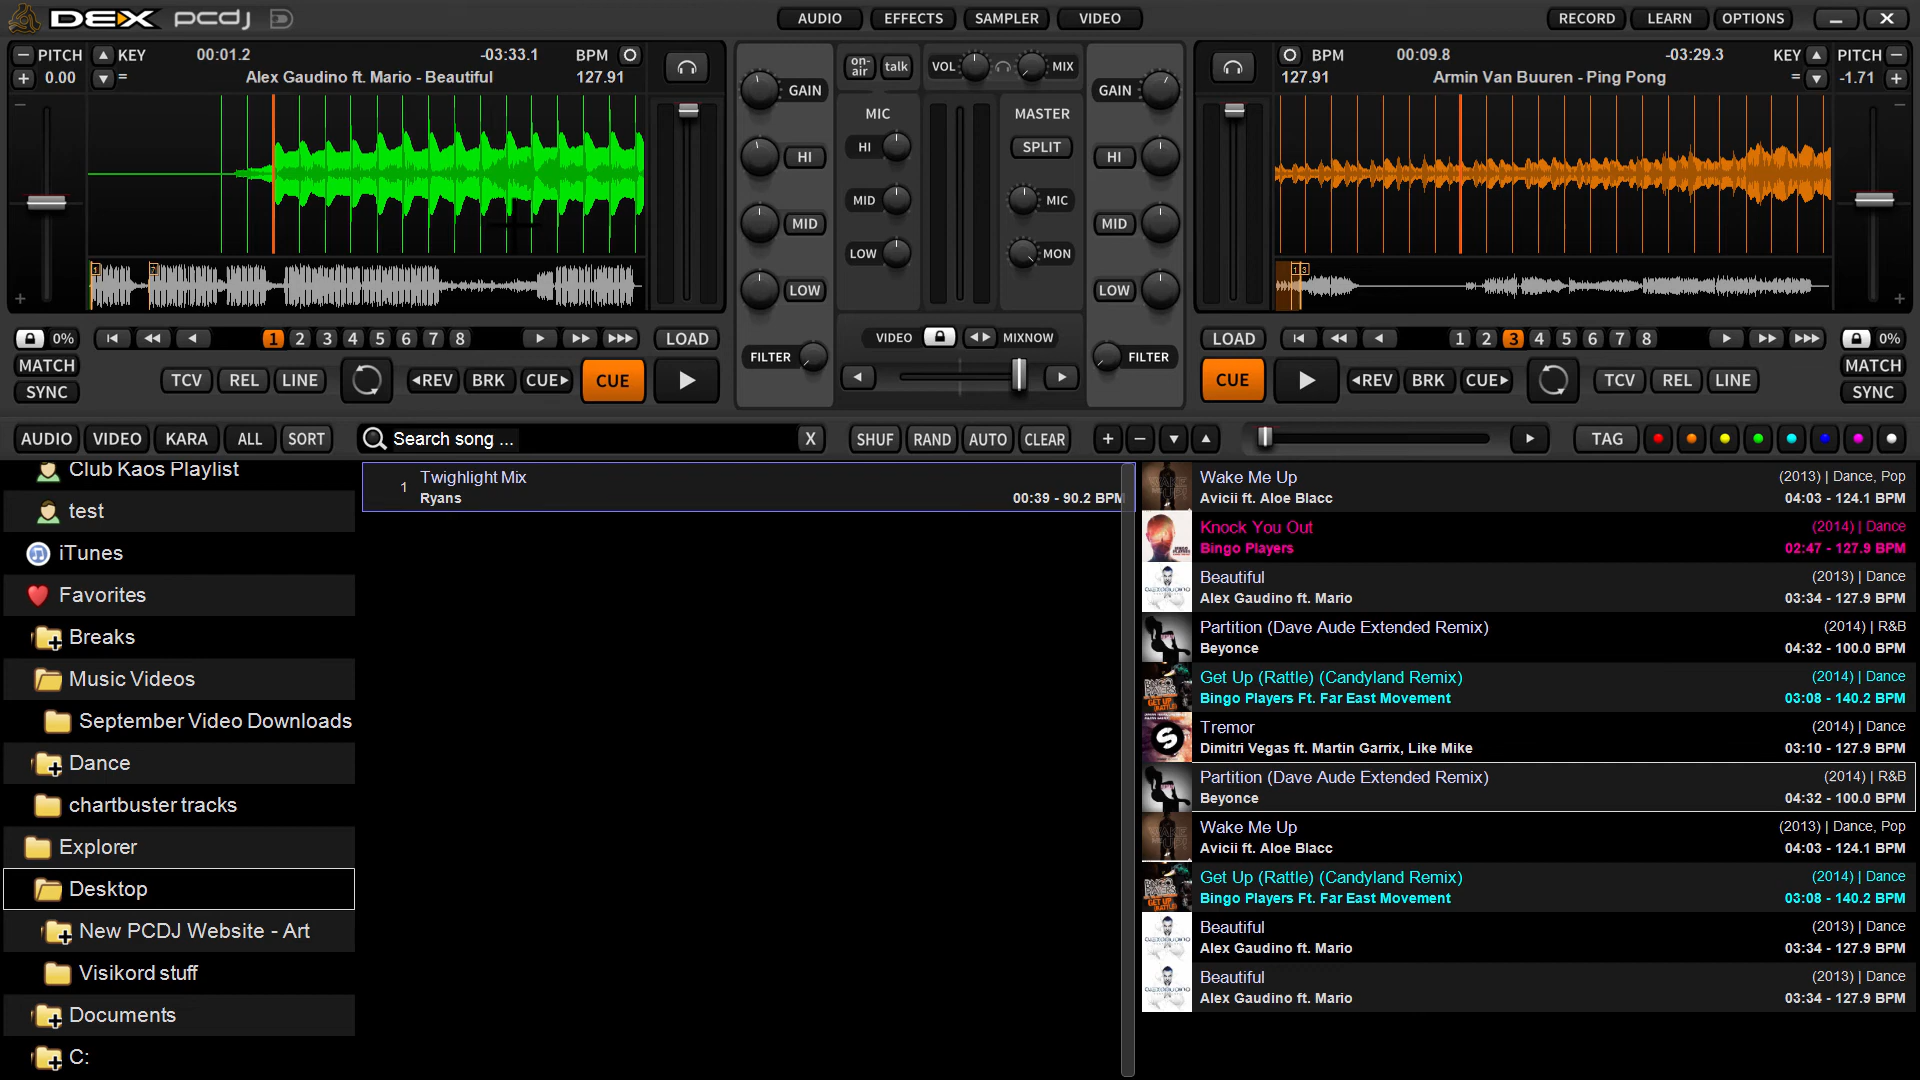 DEX PCDJ D
AUDIO EFFECTS SAMPLER VIDEO
RECORD LEARN OPTIONS X
PITCH KEY 00:01.2 -03:33.1 BPM
0.00 = Alex Gaudino ft. Mario - Beautiful 127.91
1 7
0% 1 2 3 4 5 6 7 8 LOAD
MATCH
SYNC
TCV REL LINE REV BRK CUE CUE
GAIN
HI
MID
LOW
FILTER
on-air talk VOL MIX
MIC MASTER
HI SPLIT
MID MIC
LOW MON
VIDEO MIXNOW
GAIN
HI
MID
LOW
FILTER
BPM 00:09.8 -03:29.3 KEY PITCH
127.91 Armin Van Buuren - Ping Pong = -1.71
1 3
LOAD 1 2 3 4 5 6 7 8 0%
MATCH
SYNC
CUE REV BRK CUE TCV REL LINE
AUDIO VIDEO KARA ALL SORT
Search song ... X
SHUF RAND AUTO CLEAR + −
TAG
Club Kaos Playlist
test
iTunes
Favorites
Breaks
Music Videos
September Video Downloads
Dance
chartbuster tracks
Explorer
Desktop
New PCDJ Website - Art
Visikord stuff
Documents
C:
1 Twighlight Mix
Ryans 00:39 - 90.2 BPM
Wake Me Up (2013) | Dance, Pop
Avicii ft. Aloe Blacc 04:03 - 124.1 BPM
Knock You Out (2014) | Dance
Bingo Players 02:47 - 127.9 BPM
Beautiful (2013) | Dance
Alex Gaudino ft. Mario 03:34 - 127.9 BPM
Partition (Dave Aude Extended Remix) (2014) | R&B
Beyonce 04:32 - 100.0 BPM
Get Up (Rattle) (Candyland Remix) (2014) | Dance
Bingo Players Ft. Far East Movement 03:08 - 140.2 BPM
Tremor (2014) | Dance
Dimitri Vegas ft. Martin Garrix, Like Mike 03:10 - 127.9 BPM
Partition (Dave Aude Extended Remix) (2014) | R&B
Beyonce 04:32 - 100.0 BPM
Wake Me Up (2013) | Dance, Pop
Avicii ft. Aloe Blacc 04:03 - 124.1 BPM
Get Up (Rattle) (Candyland Remix) (2014) | Dance
Bingo Players Ft. Far East Movement 03:08 - 140.2 BPM
Beautiful (2013) | Dance
Alex Gaudino ft. Mario 03:34 - 127.9 BPM
Beautiful (2013) | Dance
Alex Gaudino ft. Mario 03:34 - 127.9 BPM